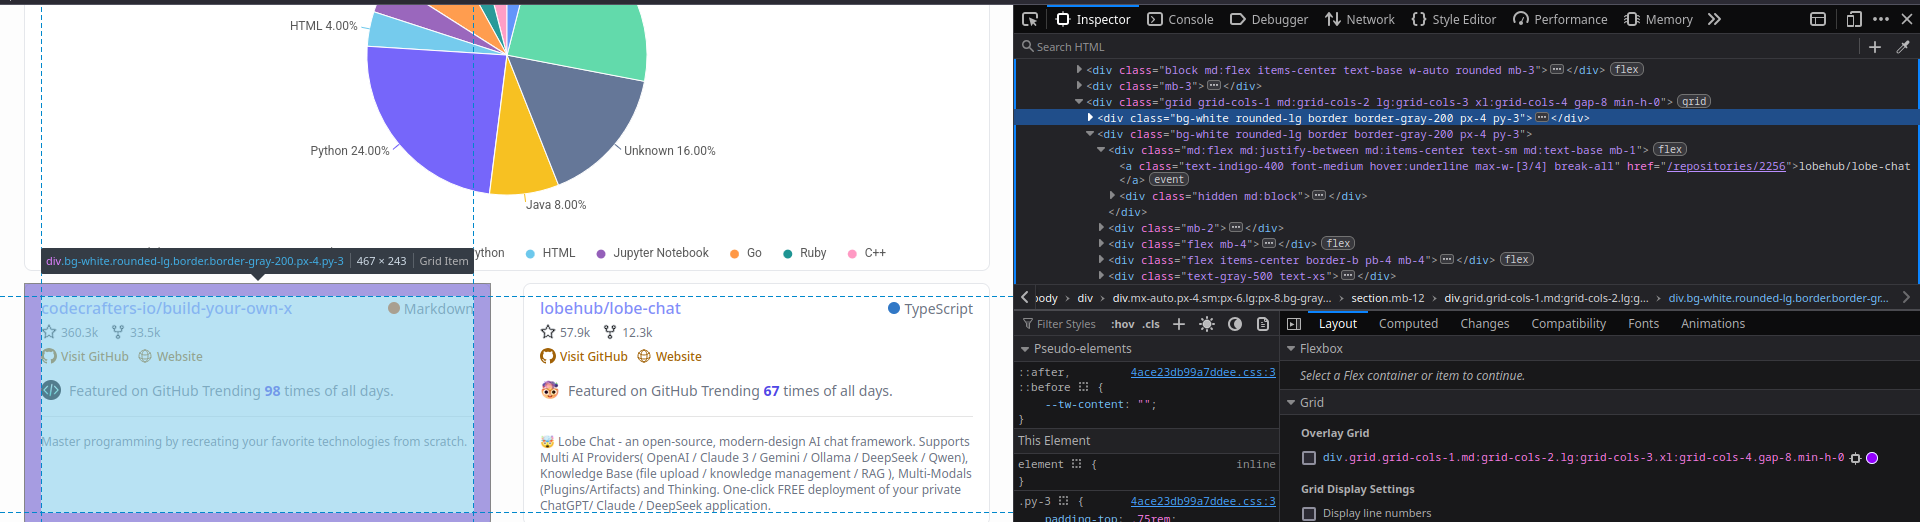 HTML 4.00%
Python 24.00%
Unknown 16.00%
Java 8.00%
ython HTML Jupyter Notebook Go Ruby C++
div.bg-white.rounded-lg.border.border-gray-200.px-4.py-3 467 × 243 Grid Item
codecrafters-io/build-your-own-x Markdown
360.3k 33.5k
Visit GitHub Website
Featured on GitHub Trending 98 times of all days.
Master programming by recreating your favorite technologies from scratch.
lobehub/lobe-chat TypeScript
57.9k 12.3k
Visit GitHub Website
Featured on GitHub Trending 67 times of all days.
🤯 Lobe Chat - an open-source, modern-design AI chat framework. Supports
Multi AI Providers( OpenAI / Claude 3 / Gemini / Ollama / DeepSeek / Qwen),
Knowledge Base (file upload / knowledge management / RAG ), Multi-Modals
(Plugins/Artifacts) and Thinking. One-click FREE deployment of your private
ChatGPT/ Claude / DeepSeek application.
Inspector Console Debugger Network Style Editor Performance Memory
Search HTML
<div class="block md:flex items-center text-base w-auto rounded mb-3">…</div> flex
<div class="mb-3">…</div>
<div class="grid grid-cols-1 md:grid-cols-2 lg:grid-cols-3 xl:grid-cols-4 gap-8 min-h-0"> grid
<div class="bg-white rounded-lg border border-gray-200 px-4 py-3">…</div>
<div class="bg-white rounded-lg border border-gray-200 px-4 py-3">
<div class="md:flex md:justify-between md:items-center text-sm md:text-base mb-1"> flex
<a class="text-indigo-400 font-medium hover:underline max-w-[3/4] break-all" href="/repositories/2256">lobehub/lobe-chat
</a> event
<div class="hidden md:block">…</div>
</div>
<div class="mb-2">…</div>
<div class="flex mb-4">…</div> flex
<div class="flex items-center border-b pb-4 mb-4">…</div> flex
<div class="text-gray-500 text-xs">…</div>
body › div › div.mx-auto.px-4.sm:px-6.lg:px-8.bg-gray... › section.mb-12 › div.grid.grid-cols-1.md:grid-cols-2.lg:g... › div.bg-white.rounded-lg.border.border-gr...
Filter Styles :hov .cls
Pseudo-elements
::after, 4ace23db99a7ddee.css:3
::before {
--tw-content: "";
}
This Element
element { inline
}
.py-3 { 4ace23db99a7ddee.css:3
padding-top: .75rem;
Layout Computed Changes Compatibility Fonts Animations
Flexbox
Select a Flex container or item to continue.
Grid
Overlay Grid
div.grid.grid-cols-1.md:grid-cols-2.lg:grid-cols-3.xl:grid-cols-4.gap-8.min-h-0
Grid Display Settings
Display line numbers